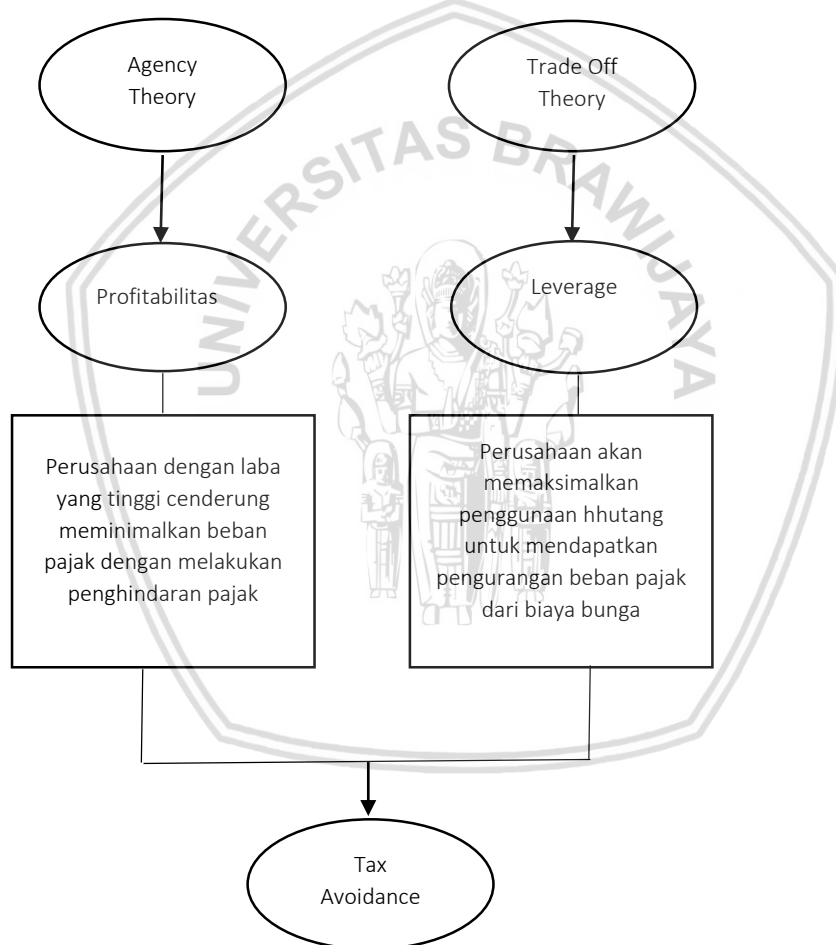 Agency
Theory
Trade Off
Theory
UNIVERSITAS BRAWIJAYA
Profitabilitas
Leverage
Perusahaan dengan laba
yang tinggi cenderung
meminimalkan beban
pajak dengan melakukan
penghindaran pajak
Perusahaan akan
memaksimalkan
penggunaan hhutang
untuk mendapatkan
pengurangan beban pajak
dari biaya bunga
Tax
Avoidance